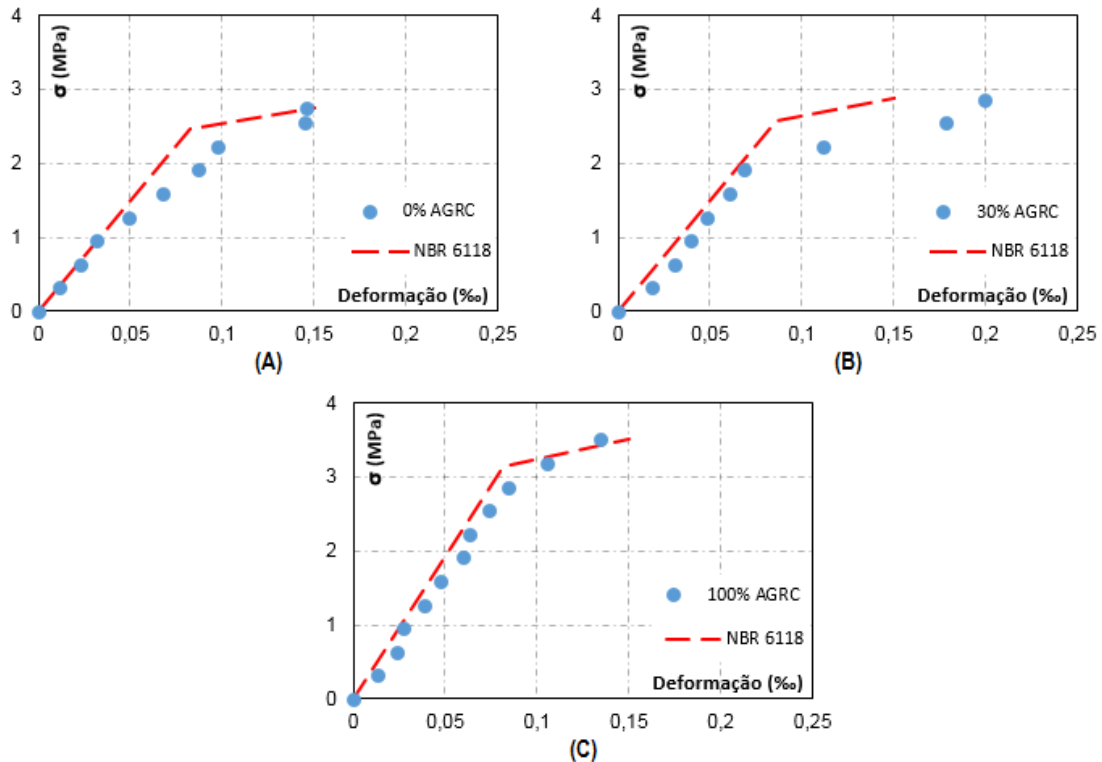 4
3
2
1
0
σ (MPa)
0% AGRC
NBR 6118
Deformação (‰)
0 0,05 0,1 0,15 0,2 0,25
(A)
4
3
2
1
0
σ (MPa)
30% AGRC
NBR 6118
Deformação (‰)
0 0,05 0,1 0,15 0,2 0,25
(B)
4
3
2
1
0
σ (MPa)
100% AGRC
NBR 6118
Deformação (‰)
0 0,05 0,1 0,15 0,2 0,25
(C)